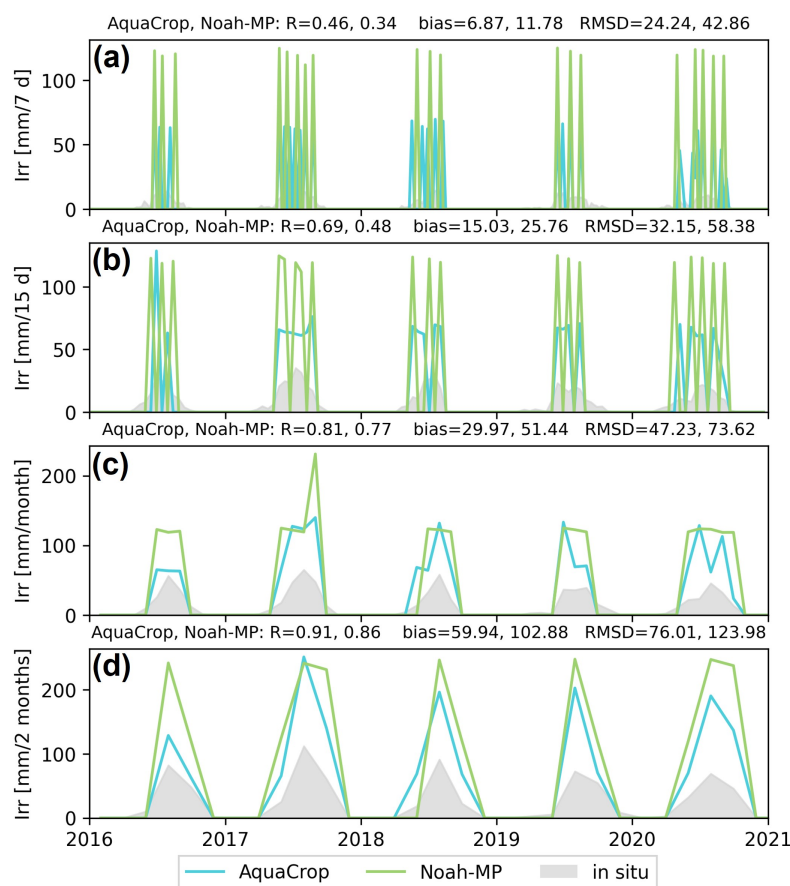 AquaCrop, Noah-MP: R=0.46, 0.34 bias=6.87, 11.78 RMSD=24.24, 42.86
(a)
Irr [mm/7 d]
100
50
0
AquaCrop, Noah-MP: R=0.69, 0.48 bias=15.03, 25.76 RMSD=32.15, 58.38
(b)
Irr [mm/15 d]
100
50
0
AquaCrop, Noah-MP: R=0.81, 0.77 bias=29.97, 51.44 RMSD=47.23, 73.62
(c)
Irr [mm/month]
200
100
0
AquaCrop, Noah-MP: R=0.91, 0.86 bias=59.94, 102.88 RMSD=76.01, 123.98
(d)
Irr [mm/2 months]
200
100
0
2016 2017 2018 2019 2020 2021
AquaCrop Noah-MP in situ